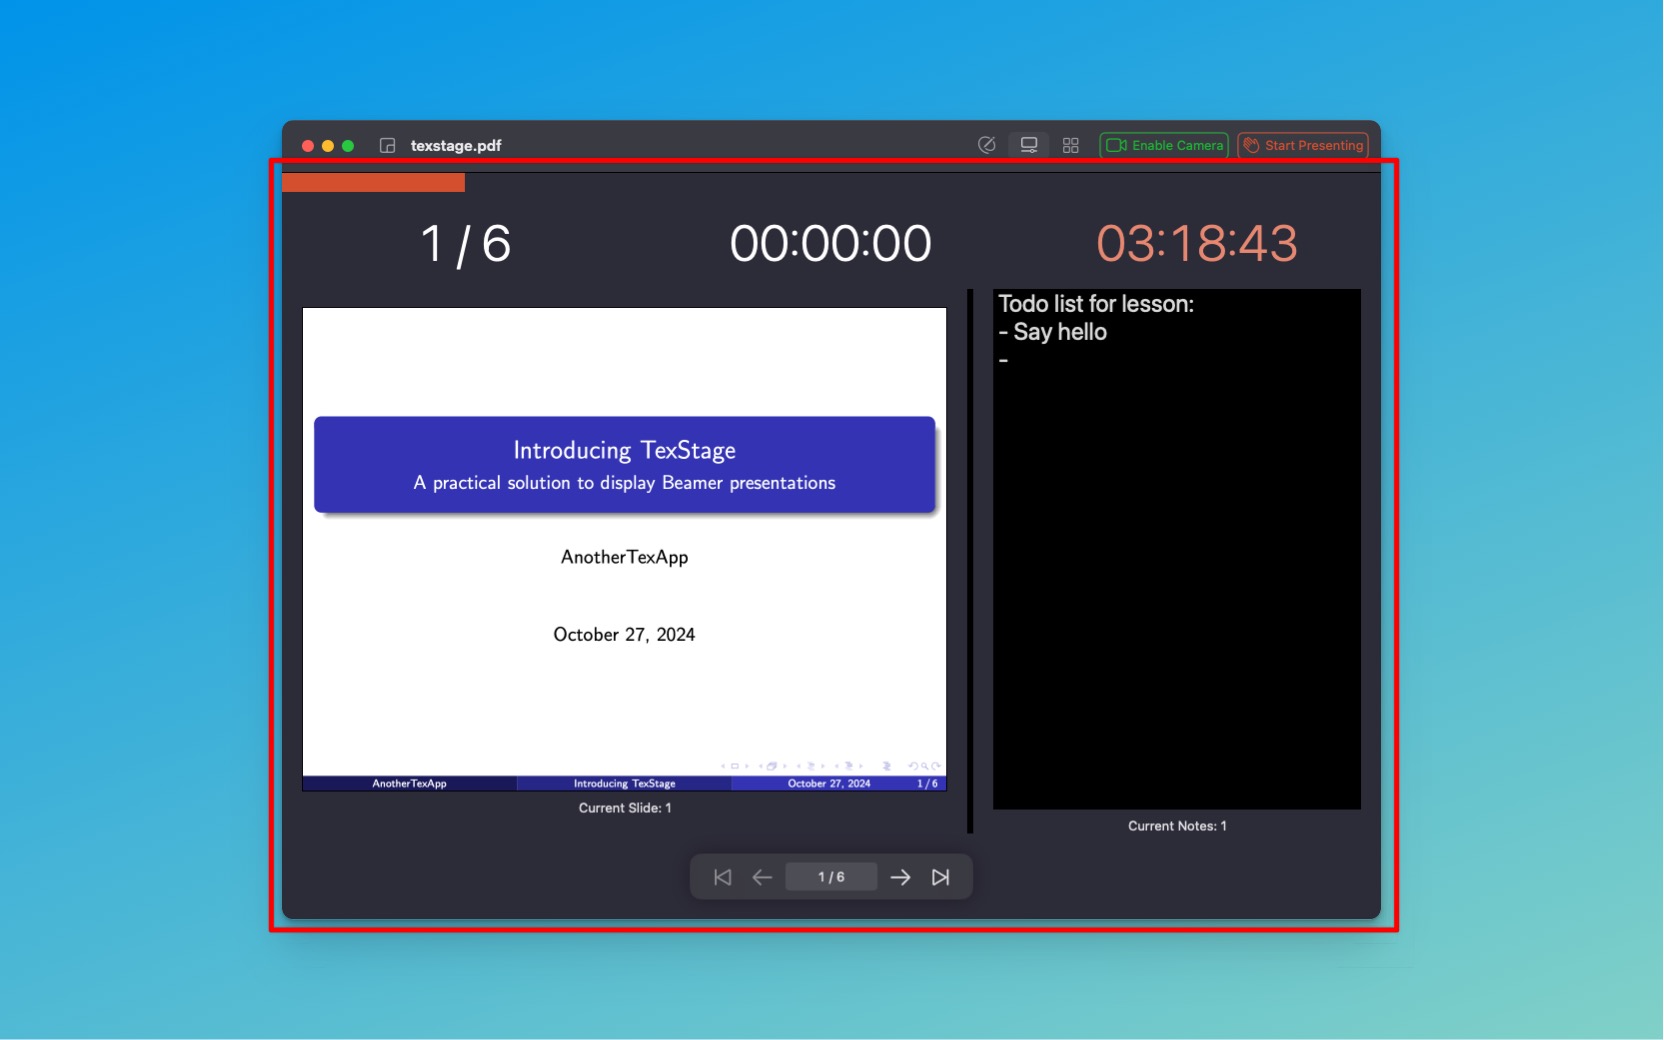 texstage.pdf
Enable Camera
Start Presenting
1 / 6
00:00:00
03:18:43
Introducing TexStage
A practical solution to display Beamer presentations
AnotherTexApp
October 27, 2024
AnotherTexApp
Introducing TexStage
October 27, 2024
1 / 6
Current Slide: 1
Todo list for lesson:
- Say hello
-
Current Notes: 1
1 / 6